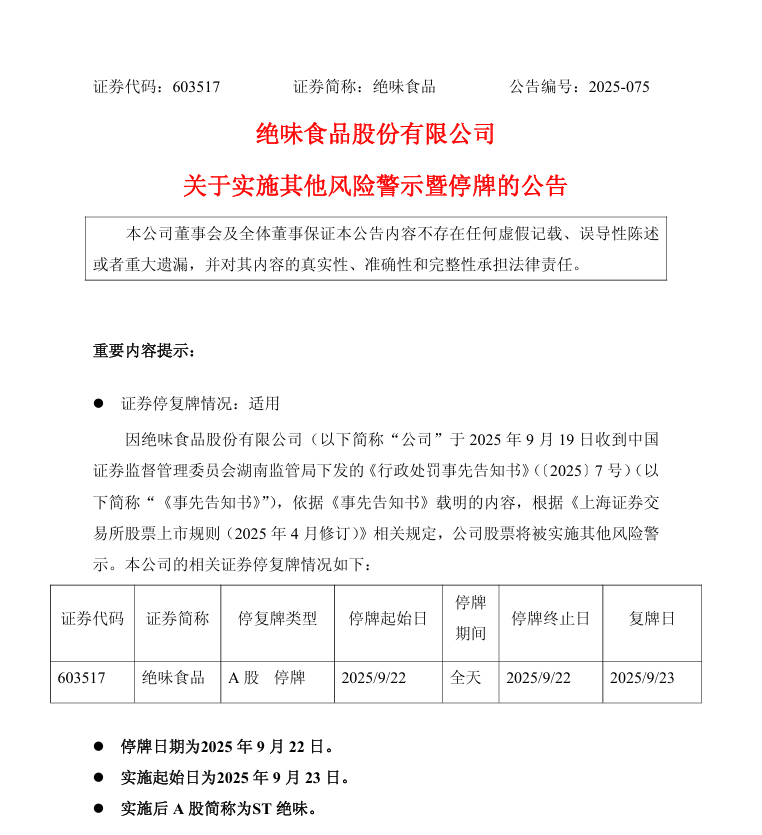 证券代码：603517 证券简称：绝味食品 公告编号：2025-075
绝味食品股份有限公司
关于实施其他风险警示暨停牌的公告
本公司董事会及全体董事保证本公告内容不存在任何虚假记载、误导性陈述
或者重大遗漏，并对其内容的真实性、准确性和完整性承担法律责任。
重要内容提示：
● 证券停复牌情况：适用
因绝味食品股份有限公司（以下简称“公司”于 2025 年 9 月 19 日收到中国
证券监督管理委员会湖南监管局下发的《行政处罚事先告知书》（〔2025〕7 号）（以
下简称“《事先告知书》”），依据《事先告知书》载明的内容，根据《上海证券交
易所股票上市规则（2025 年 4 月修订）》相关规定，公司股票将被实施其他风险警
示。本公司的相关证券停复牌情况如下：
证券代码 证券简称 停复牌类型 停牌起始日 停牌期间 停牌终止日 复牌日
603517 绝味食品 A 股 停牌 2025/9/22 全天 2025/9/22 2025/9/23
● 停牌日期为2025 年 9 月 22 日。
● 实施起始日为2025 年 9 月 23 日。
● 实施后 A 股简称为ST 绝味。